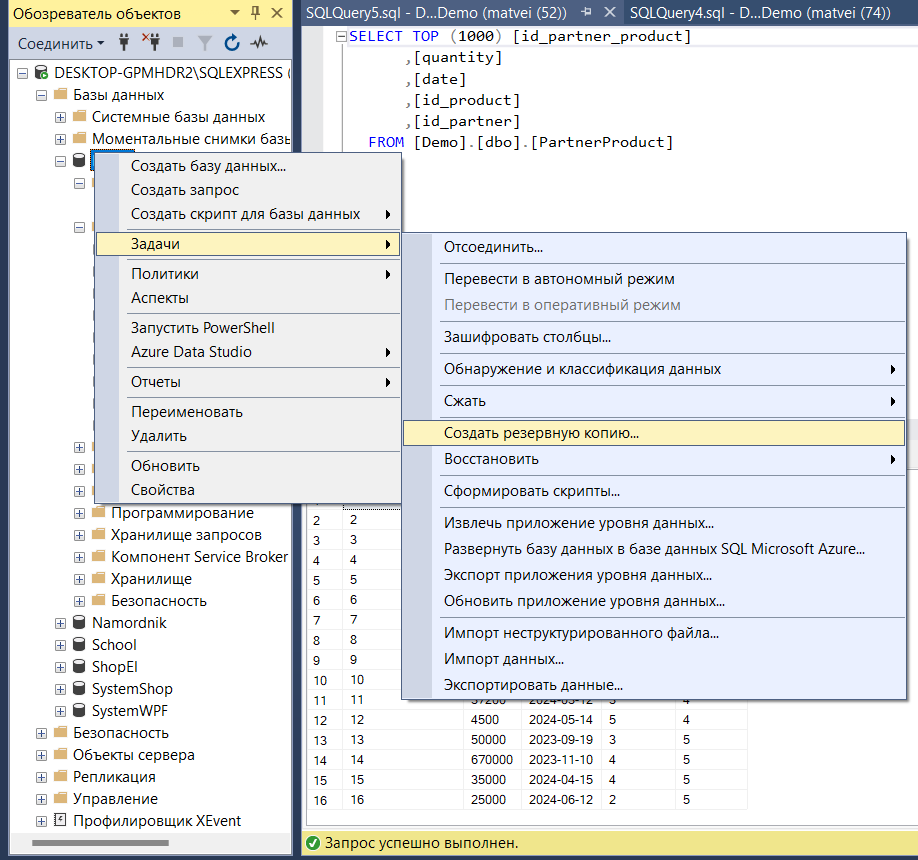 Обозреватель объектов
Соединить
DESKTOP-GPMHDR2\SQLEXPRESS (
Базы данных
Системные базы данных
Моментальные снимки базы
Программирование
Хранилище запросов
Компонент Service Broker
Хранилище
Безопасность
Namordnik
School
ShopEl
SystemShop
SystemWPF
Безопасность
Объекты сервера
Репликация
Управление
Профилировщик XEvent
Создать базу данных...
Создать запрос
Создать скрипт для базы данных
Задачи
Политики
Аспекты
Запустить PowerShell
Azure Data Studio
Отчеты
Переименовать
Удалить
Обновить
Свойства
Отсоединить...
Перевести в автономный режим
Перевести в оперативный режим
Зашифровать столбцы...
Обнаружение и классификация данных
Сжать
Создать резервную копию...
Восстановить
Сформировать скрипты...
Извлечь приложение уровня данных...
Развернуть базу данных в базе данных SQL Microsoft Azure...
Экспорт приложения уровня данных...
Обновить приложение уровня данных...
Импорт неструктурированного файла...
Импорт данных...
Экспортировать данные...
SQLQuery5.sql - D...Demo (matvei (52))
SQLQuery4.sql - D...Demo (matvei (74))
SELECT TOP (1000) [id_partner_product]
,[quantity]
,[date]
,[id_product]
,[id_partner]
FROM [Demo].[dbo].[PartnerProduct]
2 2
3 3
4 4
5 5
6 6
7 7
8 8
9 9
10 10
11 11 37200 2024-03-12 3 4
12 12 4500 2024-05-14 5 4
13 13 50000 2023-09-19 3 5
14 14 670000 2023-11-10 4 5
15 15 35000 2024-04-15 4 5
16 16 25000 2024-06-12 2 5
Запрос успешно выполнен.